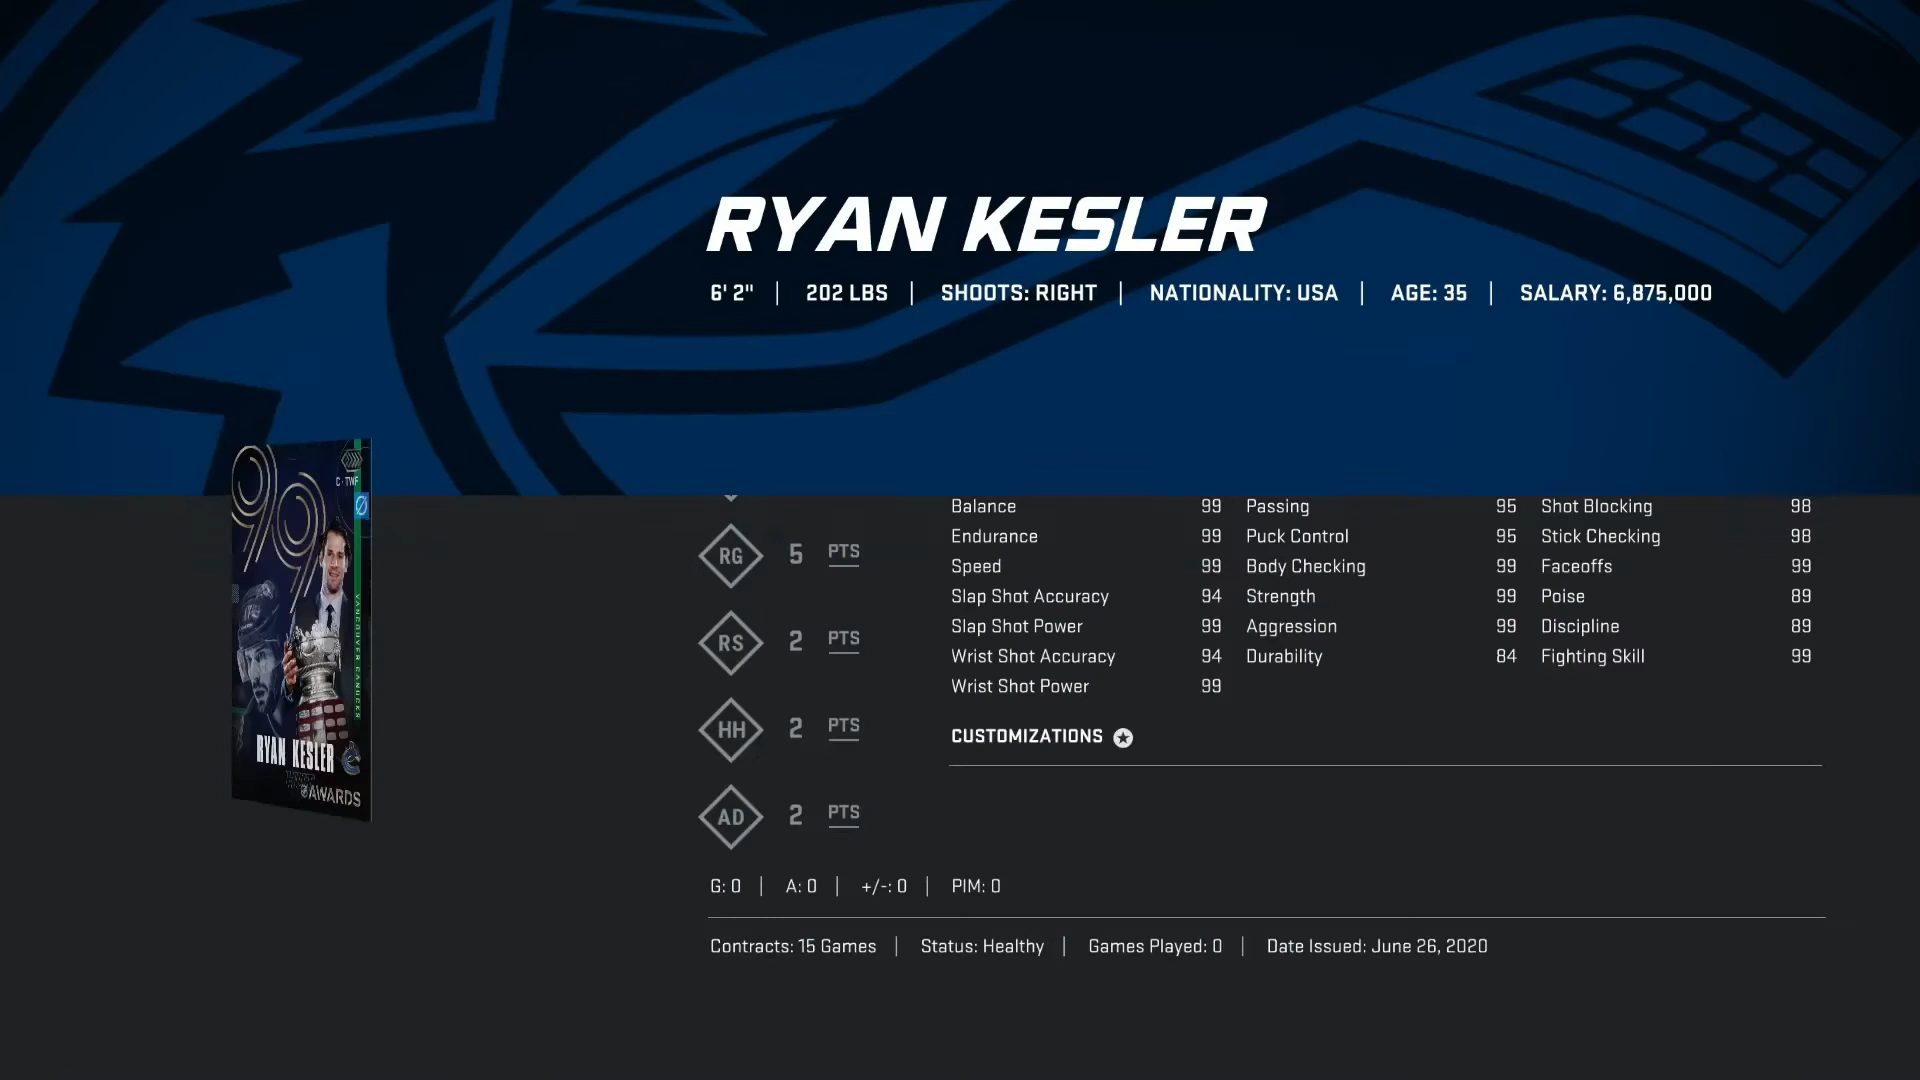 RYAN KESLER
6' 2" | 202 LBS | SHOOTS: RIGHT | NATIONALITY: USA | AGE: 35 | SALARY: 6,875,000
99
C · TWF
VANCOUVER CANUCKS
RYAN KESLER
AWARDS
RG 5 PTS
RS 2 PTS
HH 2 PTS
AD 2 PTS
Balance 99 Passing 95 Shot Blocking 98
Endurance 99 Puck Control 95 Stick Checking 98
Speed 99 Body Checking 99 Faceoffs 99
Slap Shot Accuracy 94 Strength 99 Poise 89
Slap Shot Power 99 Aggression 99 Discipline 89
Wrist Shot Accuracy 94 Durability 84 Fighting Skill 99
Wrist Shot Power 99
CUSTOMIZATIONS
G: 0 | A: 0 | +/-: 0 | PIM: 0
Contracts: 15 Games | Status: Healthy | Games Played: 0 | Date Issued: June 26, 2020